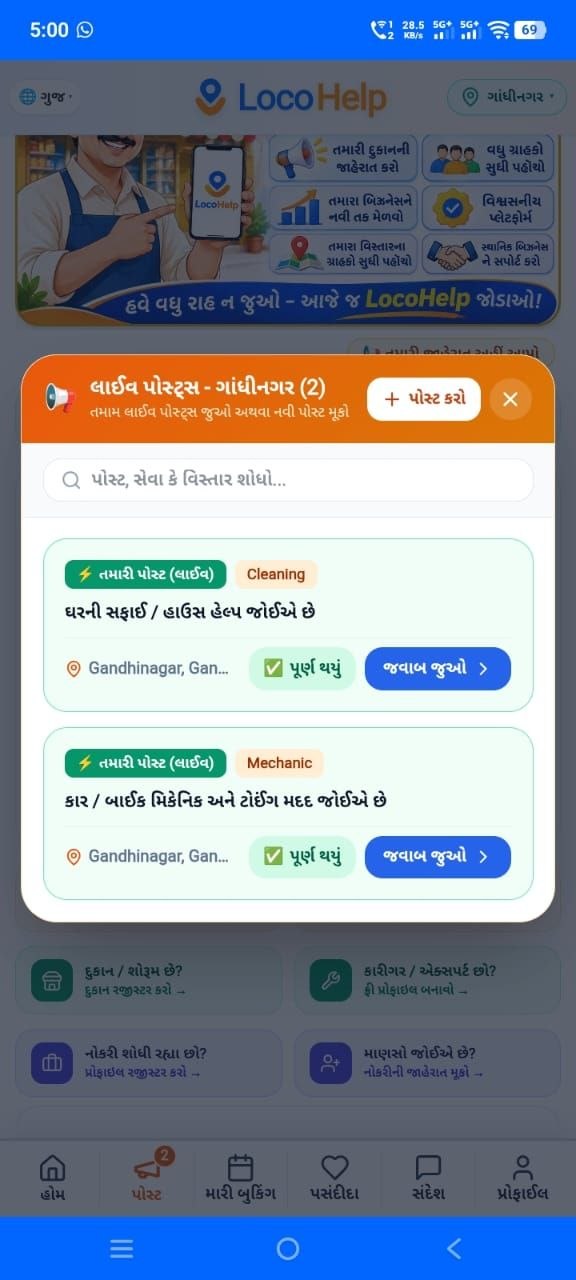 5:00
28.5 KB/s
5G+
5G+
69
ગુજ
LocoHelp
ગાંધીનગર
તમારી દુકાનની જાહેરાત કરો
વધુ ગ્રાહકો સુધી પહોંચો
LocoHelp
તમારા બિઝનેસને નવી તક મેળવો
વિશ્વસનીય પ્લેટફોર્મ
તમારા વિસ્તારના ગ્રાહકો સુધી પહોંચો
સ્થાનિક બિઝનેસ ને સપોર્ટ કરો
હવે વધુ રાહ ન જુઓ – આજે જ LocoHelp જોડાઓ!
લાઈવ પોસ્ટ્સ - ગાંધીનગર (2)
તમામ લાઈવ પોસ્ટ્સ જુઓ અથવા નવી પોસ્ટ મૂકો
+ પોસ્ટ કરો
પોસ્ટ, સેવા કે વિસ્તાર શોધો...
⚡ તમારી પોસ્ટ (લાઈવ)
Cleaning
ઘરની સફાઈ / હાઉસ હેલ્પ જોઈએ છે
Gandhinagar, Gan...
✅ પૂર્ણ થયું
જવાબ જુઓ >
⚡ તમારી પોસ્ટ (લાઈવ)
Mechanic
કાર / બાઈક મિકેનિક અને ટોઈંગ મદદ જોઈએ છે
Gandhinagar, Gan...
✅ પૂર્ણ થયું
જવાબ જુઓ >
દુકાન / શોરૂમ છે?
દુકાન રજીસ્ટર કરો →
કારીગર / એક્સપર્ટ છો?
ફ્રી પ્રોફાઇલ બનાવો →
નોકરી શોધી રહ્યા છો?
પ્રોફાઇલ રજીસ્ટર કરો →
માણસો જોઈએ છે?
નોકરીની જાહેરાત મૂકો →
2
હોમ
પોસ્ટ
મારી બુકિંગ
પસંદીદા
સંદેશ
પ્રોફાઈલ